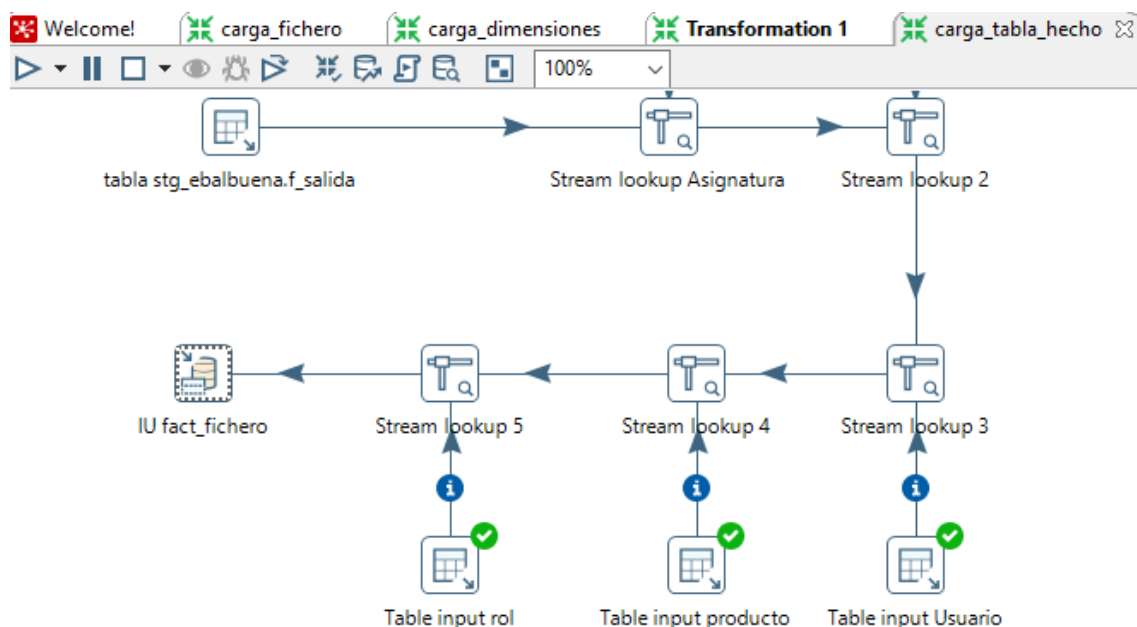 Welcome! carga_fichero carga_dimensiones Transformation 1 carga_tabla_hecho
100%
tabla stg_ebalbuena.f_salida Stream lookup Asignatura Stream lookup 2
IU fact_fichero Stream lookup 5 Stream lookup 4 Stream lookup 3
Table input rol Table input producto Table input Usuario